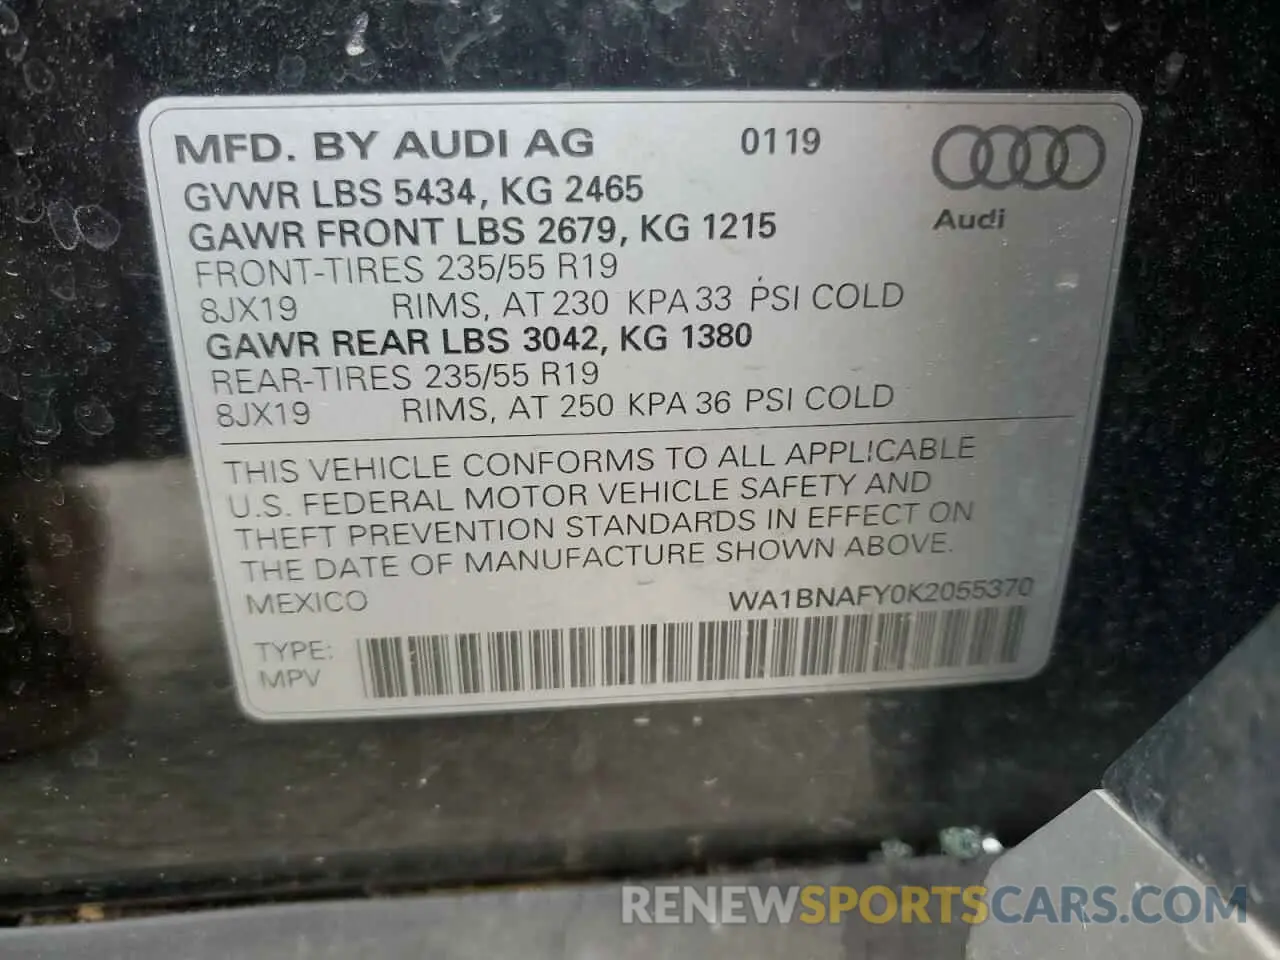 MFD. BY AUDI AG 0119
Audi
GVWR LBS 5434, KG 2465
GAWR FRONT LBS 2679, KG 1215
FRONT-TIRES 235/55 R19
8JX19 RIMS, AT 230 KPA 33 PSI COLD
GAWR REAR LBS 3042, KG 1380
REAR-TIRES 235/55 R19
8JX19 RIMS, AT 250 KPA 36 PSI COLD
THIS VEHICLE CONFORMS TO ALL APPLICABLE
U.S. FEDERAL MOTOR VEHICLE SAFETY AND
THEFT PREVENTION STANDARDS IN EFFECT ON
THE DATE OF MANUFACTURE SHOWN ABOVE.
MEXICO WA1BNAFY0K2055370
TYPE:
MPV
RENEWSPORTSCARS.COM